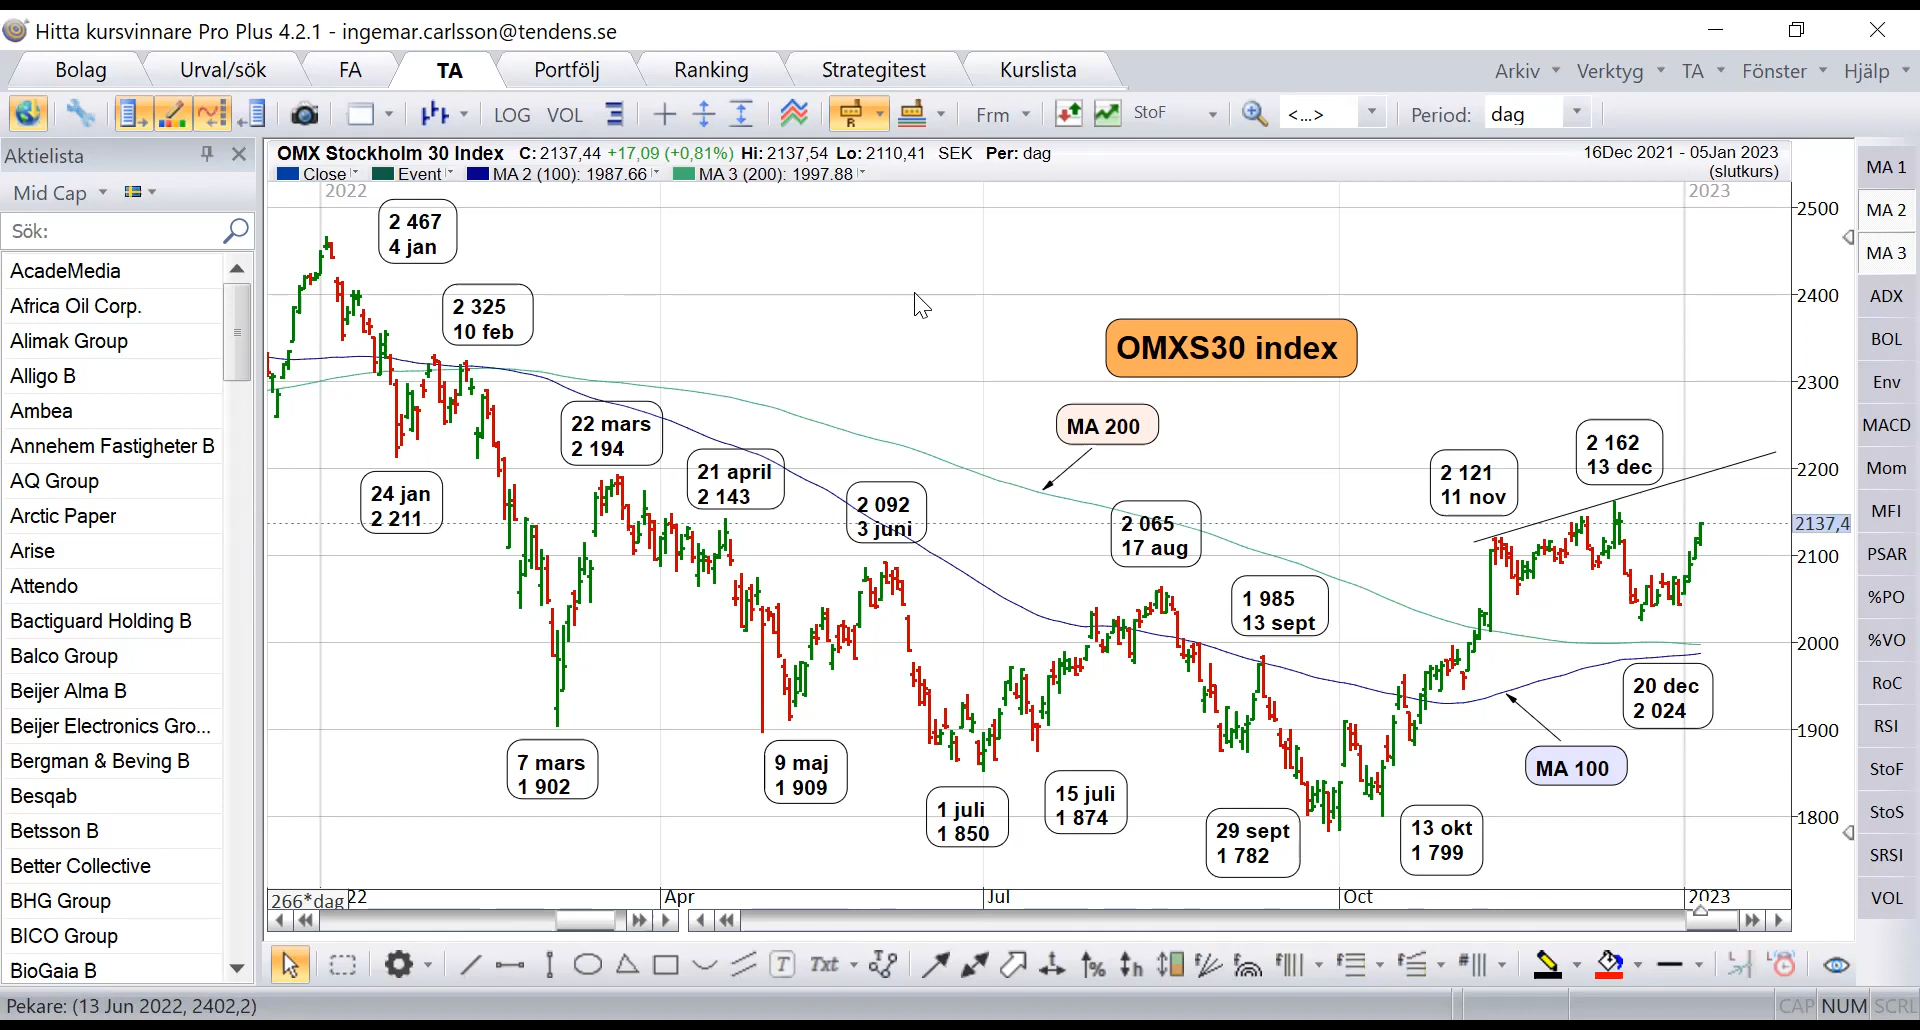 Hitta kursvinnare Pro Plus 4.2.1 - ingemar.carlsson@tendens.se
Bolag Urval/sök FA TA Portfölj Ranking Strategitest Kurslista Arkiv Verktyg TA Fönster Hjälp
LOG VOL R Frm StoF <...> Period: dag
Aktielista
Mid Cap
Sök:
AcadeMedia
Africa Oil Corp.
Alimak Group
Alligo B
Ambea
Annehem Fastigheter B
AQ Group
Arctic Paper
Arise
Attendo
Bactiguard Holding B
Balco Group
Beijer Alma B
Beijer Electronics Gro...
Bergman & Beving B
Besqab
Betsson B
Better Collective
BHG Group
BICO Group
BioGaia B
OMX Stockholm 30 Index C: 2137,44 +17,09 (+0,81%) Hi: 2137,54 Lo: 2110,41 SEK Per: dag
16Dec 2021 - 05Jan 2023
(slutkurs)
Close Event MA 2 (100): 1987.66 MA 3 (200): 1997.88
2022
2023
2 467
4 jan
2 325
10 feb
24 jan
2 211
22 mars
2 194
7 mars
1 902
21 april
2 143
9 maj
1 909
2 092
3 juni
1 juli
1 850
15 juli
1 874
OMXS30 index
MA 200
2 065
17 aug
1 985
13 sept
29 sept
1 782
13 okt
1 799
2 121
11 nov
2 162
13 dec
20 dec
2 024
MA 100
2500
2400
2300
2200
2137,4
2100
2000
1900
1800
266*dag 22 Apr Jul Oct 2023
MA 1
MA 2
MA 3
ADX
BOL
Env
MACD
Mom
MFI
PSAR
%PO
%VO
RoC
RSI
StoF
StoS
SRSI
VOL
T Txt % h #
Pekare: (13 Jun 2022, 2402,2)
CAP NUM SCRL